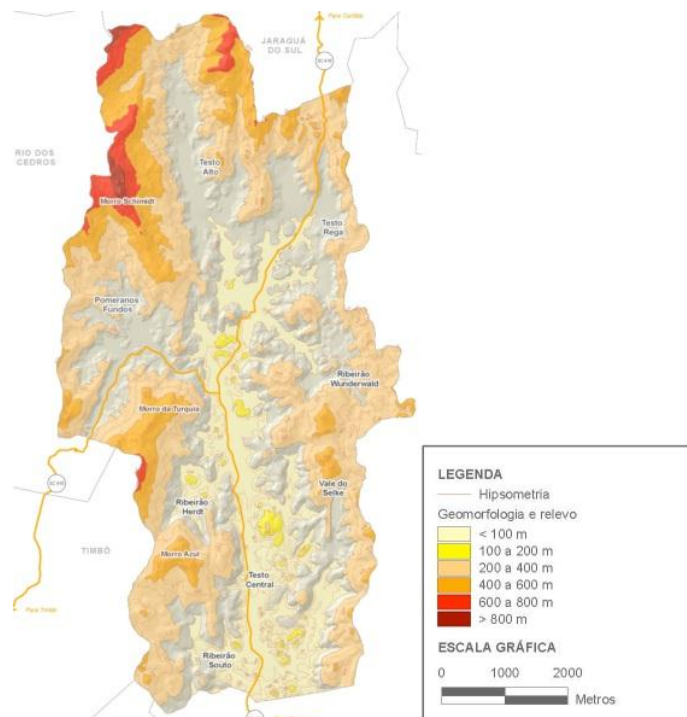 Para Curitiba
JARAGUÁ
DO SUL
RIO DOS
CEDROS
Testo
Alto
Morro Schmidt
Testo
Rega
Pomeranos
Fundos
Ribeirão
Wunderwald
Morro da Turquia
Vale do
Selke
Ribeirão
Herdt
TIMBÓ
Morro Azul
Testo
Central
Para Timbó
Ribeirão
Souto
LEGENDA
Hipsometria
Geomorfologia e relevo
< 100 m
100 a 200 m
200 a 400 m
400 a 600 m
600 a 800 m
> 800 m
ESCALA GRÁFICA
0 1000 2000
Metros